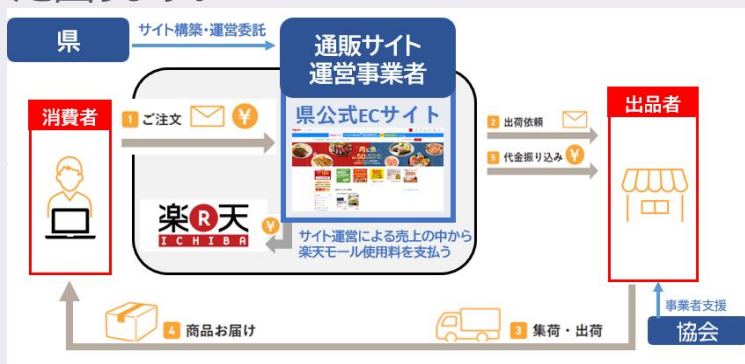 県
サイト構築・運営委託
通販サイト
運営事業者
消費者
1 ご注文
県公式ECサイト
2 出荷依頼
5 代金振り込み
出品者
楽R天
ICHIBA
サイト運営による売上の中から
楽天モール使用料を支払う
4 商品お届け
3 集荷・出荷
事業者支援
協会